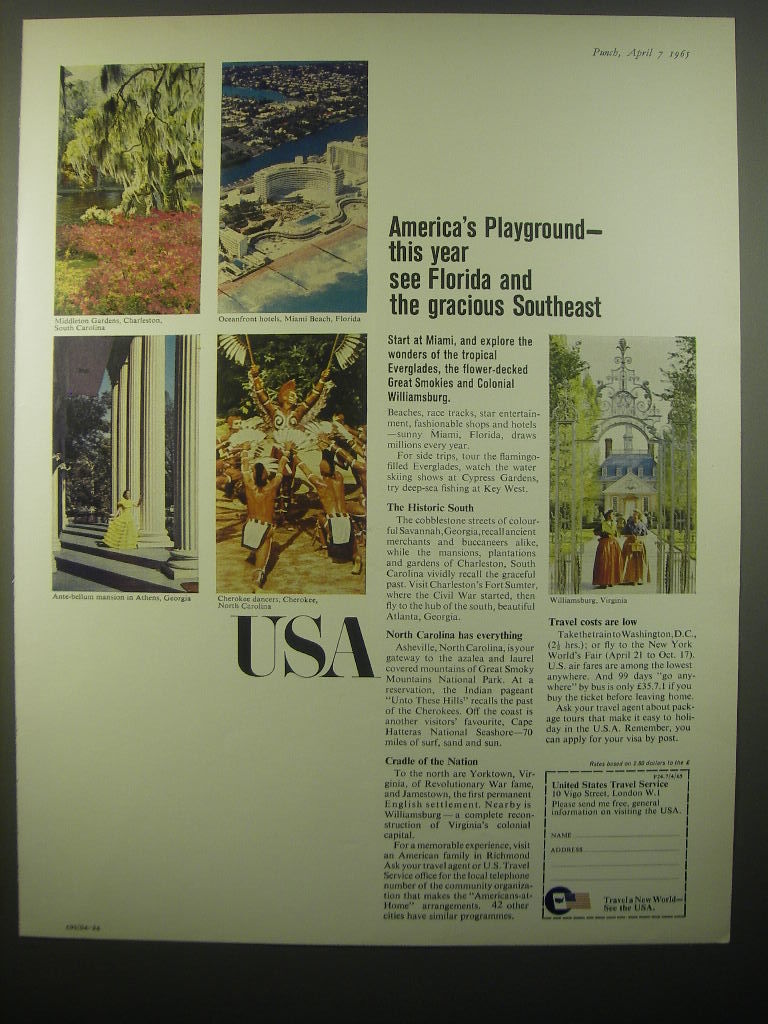 Punch, April 7 1965
Middleton Gardens, Charleston,
South Carolina
Oceanfront hotels, Miami Beach, Florida
Ante-bellum mansion in Athens, Georgia
Cherokee dancers, Cherokee,
North Carolina
USA
America's Playground—
this year
see Florida and
the gracious Southeast
Start at Miami, and explore the
wonders of the tropical
Everglades, the flower-decked
Great Smokies and Colonial
Williamsburg.
Beaches, race tracks, star entertain-
ment, fashionable shops and hotels
—sunny Miami, Florida, draws
millions every year.
For side trips, tour the flamingo-
filled Everglades, watch the water
skiing shows at Cypress Gardens,
try deep-sea fishing at Key West.
The Historic South
The cobblestone streets of colour-
ful Savannah, Georgia, recall ancient
merchants and buccaneers alike,
while the mansions, plantations
and gardens of Charleston, South
Carolina vividly recall the graceful
past. Visit Charleston's Fort Sumter,
where the Civil War started, then
fly to the hub of the south, beautiful
Atlanta, Georgia.
North Carolina has everything
Asheville, North Carolina, is your
gateway to the azalea and laurel
covered mountains of Great Smoky
Mountains National Park. At a
reservation, the Indian pageant
"Unto These Hills" recalls the past
of the Cherokees. Off the coast is
another visitors' favourite, Cape
Hatteras National Seashore—70
miles of surf, sand and sun.
Cradle of the Nation
To the north are Yorktown, Vir-
ginia, of Revolutionary War fame,
and Jamestown, the first permanent
English settlement. Nearby is
Williamsburg—a complete recon-
struction of Virginia's colonial
capital.
For a memorable experience, visit
an American family in Richmond.
Ask your travel agent or U.S. Travel
Service office for the local telephone
number of the community organiza-
tion that makes the "Americans-at-
Home" arrangements. 42 other
cities have similar programmes.
Williamsburg, Virginia
Travel costs are low
Take the train to Washington, D.C.,
(2½ hrs.); or fly to the New York
World's Fair (April 21 to Oct. 17).
U.S. air fares are among the lowest
anywhere. And 99 days "go any-
where" by bus is only £35.7.1 if you
buy the ticket before leaving home.
Ask your travel agent about pack-
age tours that make it easy to holi-
day in the U.S.A. Remember, you
can apply for your visa by post.
Rates based on 2.80 dollars to the £
P26.7/4/65
United States Travel Service
10 Vigo Street, London W.1
Please send me free, general
information on visiting the USA.
NAME
ADDRESS
Travel a New World—
See the USA.